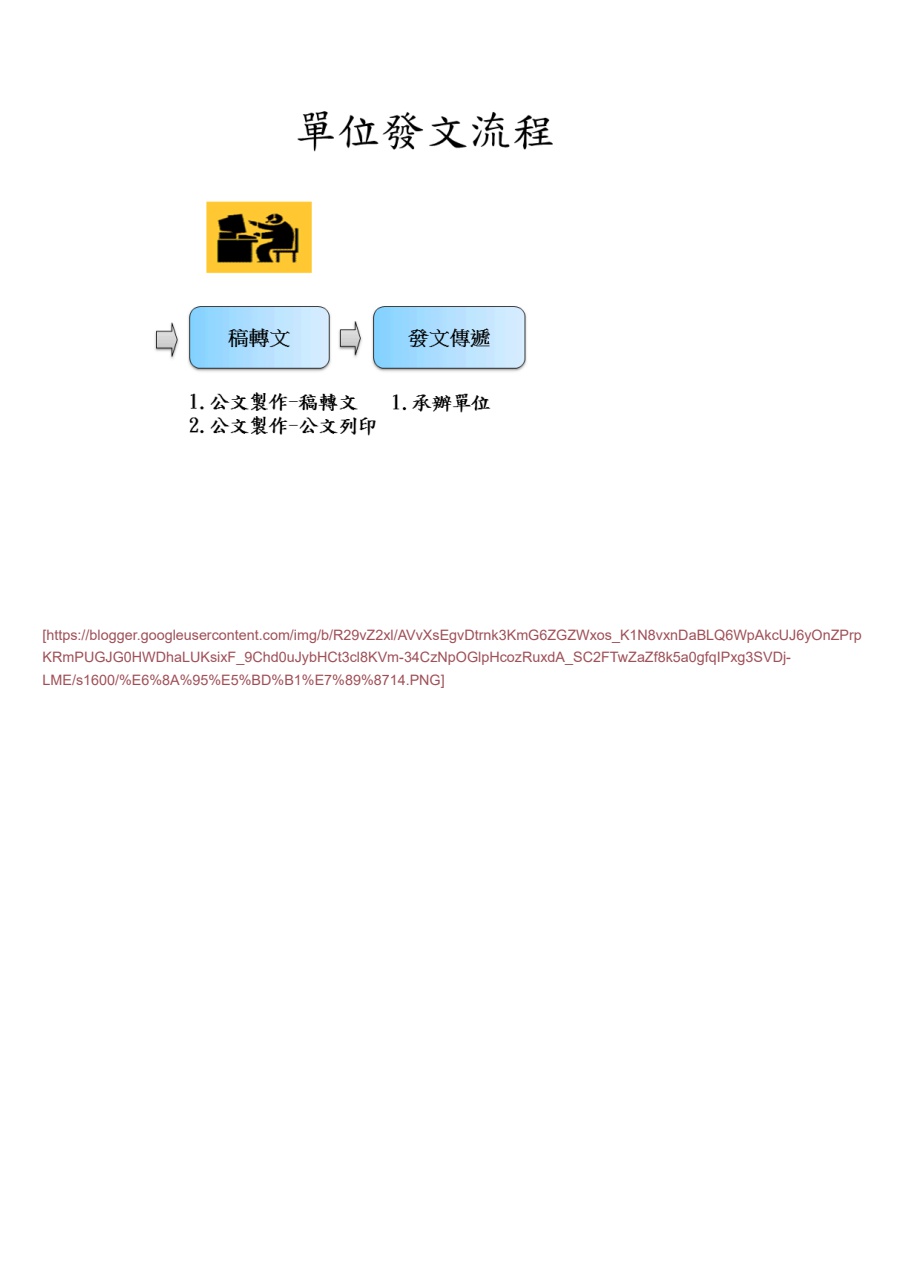 單位發文流程
稿轉文
發文傳遞
1.公文製作-稿轉文
2.公文製作-公文列印
1.承辦單位
[https://blogger.googleusercontent.com/img/b/R29vZ2xl/AVvXsEgvDtrnk3KmG6ZGZWxos_K1N8vxnDaBLQ6WpAkcUJ6yOnZPrp
KRmPUGJG0HWDhaLUKsixF_9Chd0uJybHCt3cl8KVm-34CzNpOGlpHcozRuxdA_SC2FTwZaZf8k5a0gfqIPxg3SVDj-
LME/s1600/%E6%8A%95%E5%BD%B1%E7%89%8714.PNG]